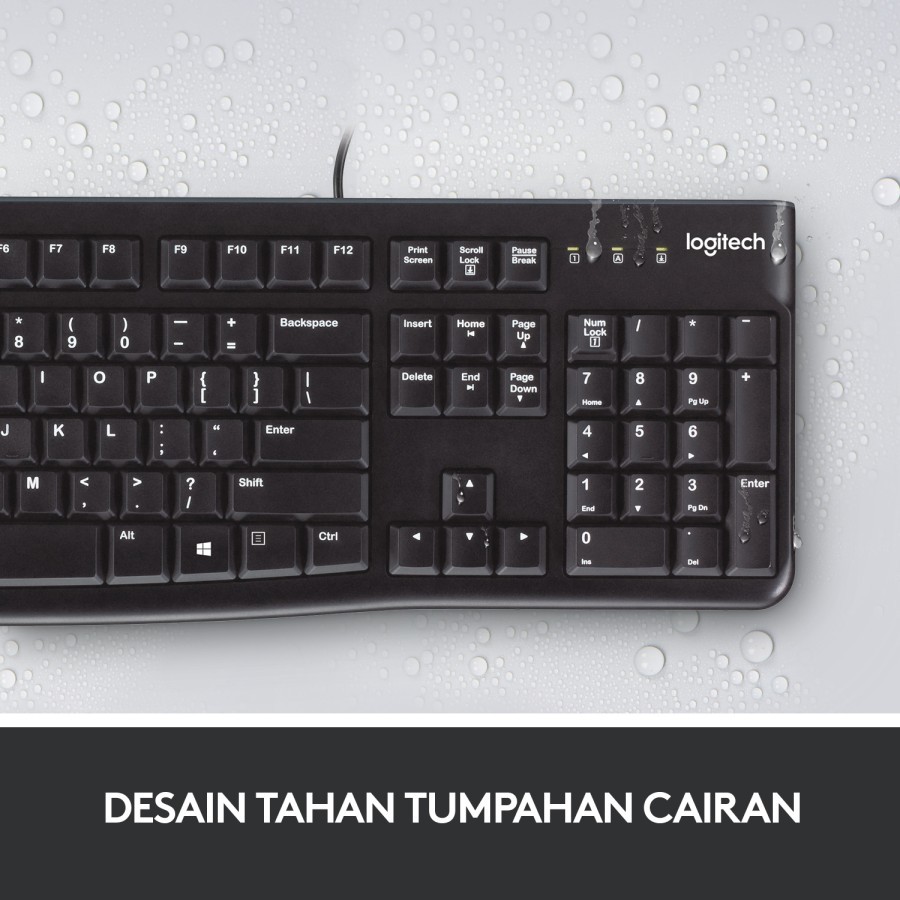 logitech
F6 F7 F8 F9 F10 F11 F12 Print Screen Scroll Lock Pause Break 1 A
* 8 ( 9 ) 0 — – + = Backspace Insert Home Page Up Num Lock 1 / * –
I O P { [ } ] | \ Delete End Page Down 7 Home 8 9 Pg Up +
J K L : ; “ ‘ Enter 4 5 6
M < , > . ? / Shift 1 End 2 3 Pg Dn Enter
Alt Ctrl 0 Ins . Del
DESAIN TAHAN TUMPAHAN CAIRAN